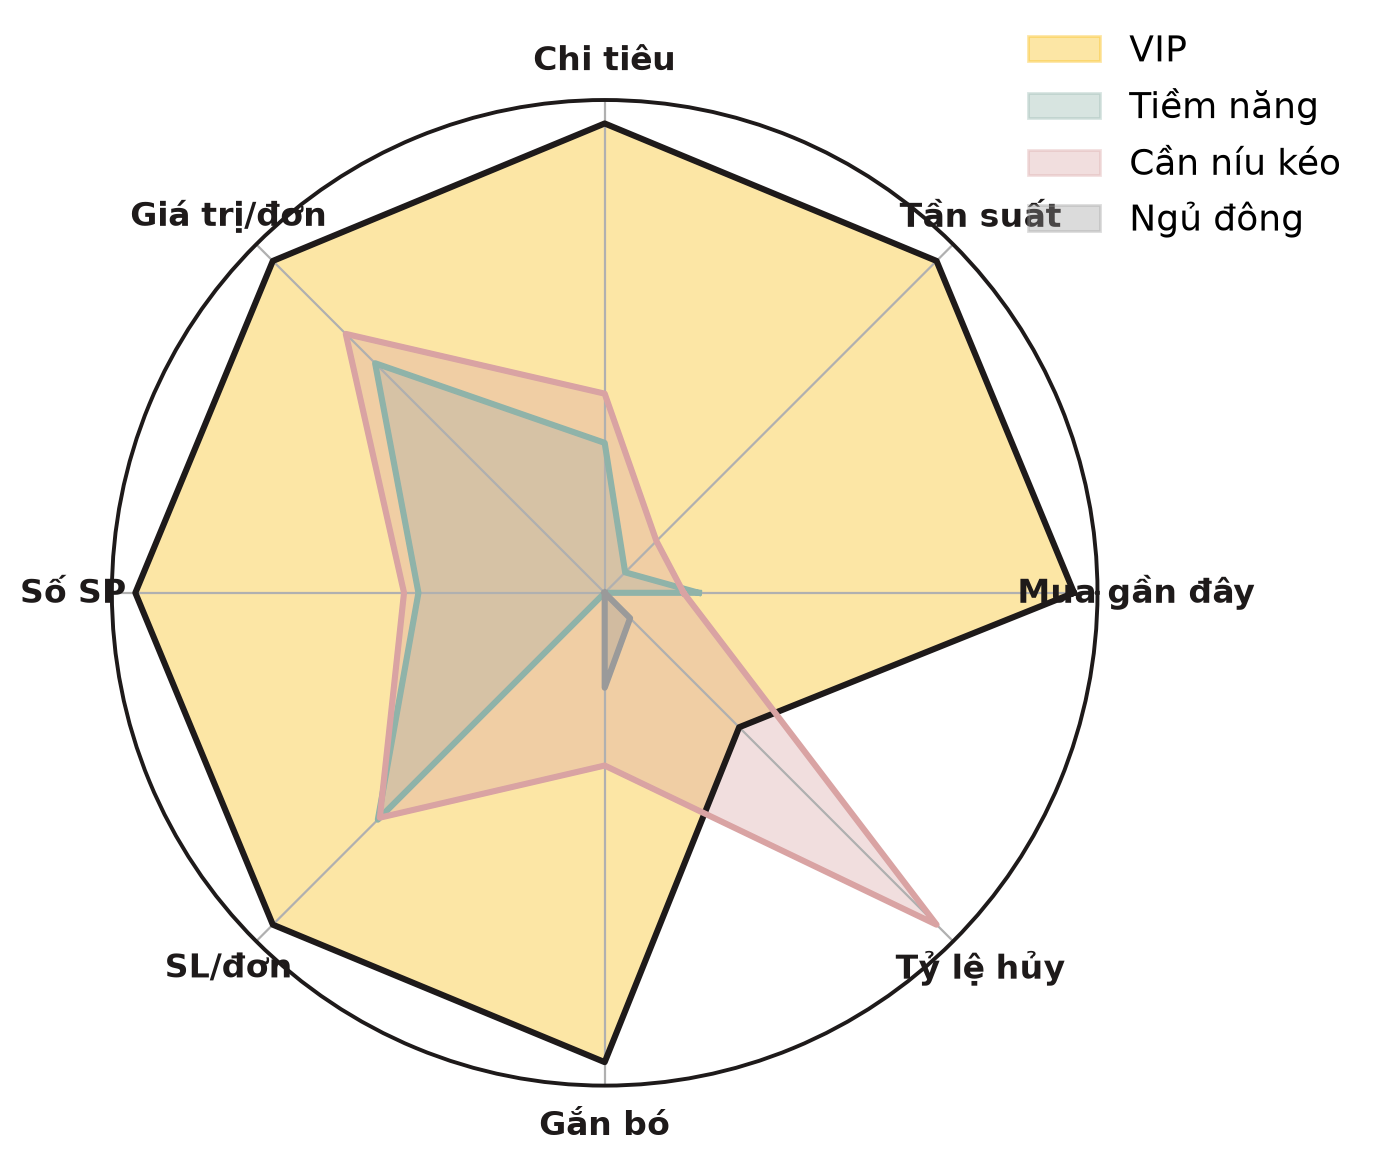 Chi tiêu
VIP
Tiềm năng
Cần níu kéo
Ngủ đông
Giá trị/đơn
Tần suất
Số SP
Mua gần đây
SL/đơn
Tỷ lệ hủy
Gắn bó